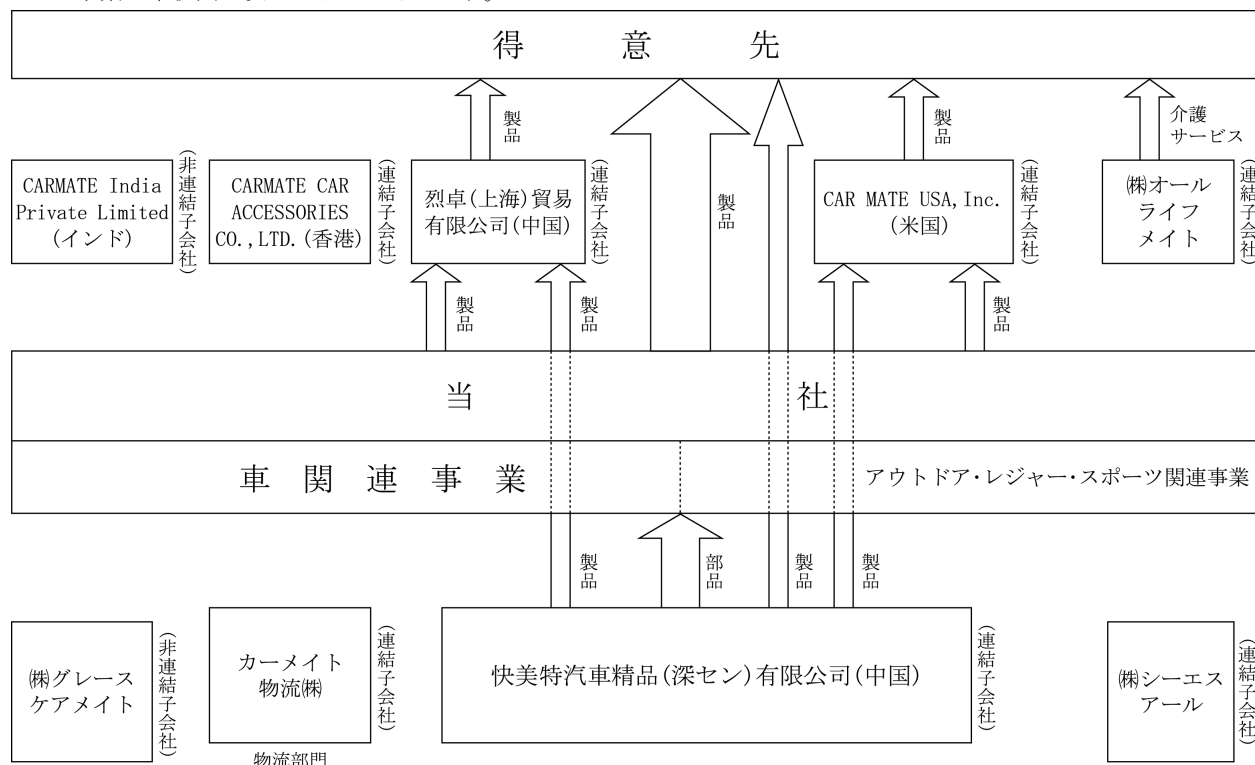 得意先
製品
製品
介護
サービス
CARMATE India
Private Limited
(インド)
(非連結子会社)
CARMATE CAR
ACCESSORIES
CO.,LTD.(香港)
(連結子会社)
烈卓(上海)貿易
有限公司(中国)
(連結子会社)
製品
CAR MATE USA,Inc.
(米国)
(連結子会社)
㈱オール
ライフ
メイト
(連結子会社)
製品
製品
製品
製品
当社
車関連事業
アウトドア・レジャー・スポーツ関連事業
製品
部品
製品
製品
㈱グレース
ケアメイト
(非連結子会社)
カーメイト
物流㈱
(連結子会社)
物流部門
快美特汽車精品(深セン)有限公司(中国)
(連結子会社)
㈱シーエス
アール
(連結子会社)